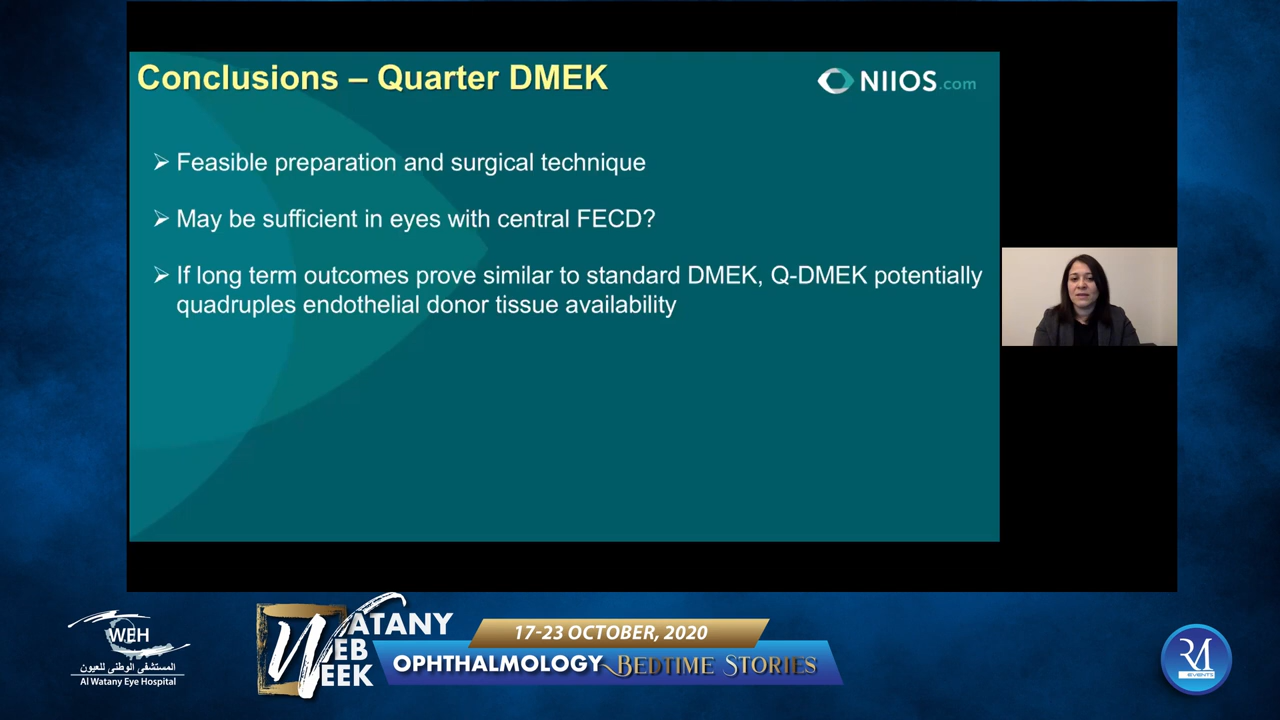 Conclusions – Quarter DMEK
NIIOS.com
➢ Feasible preparation and surgical technique
➢ May be sufficient in eyes with central FECD?
➢ If long term outcomes prove similar to standard DMEK, Q-DMEK potentially
quadruples endothelial donor tissue availability
WEH
المستشفى الوطني للعيون
Al Watany Eye Hospital
WATANY
WEB
WEEK
17-23 OCTOBER, 2020
OPHTHALMOLOGY BEDTIME STORIES
RM
EVENTS